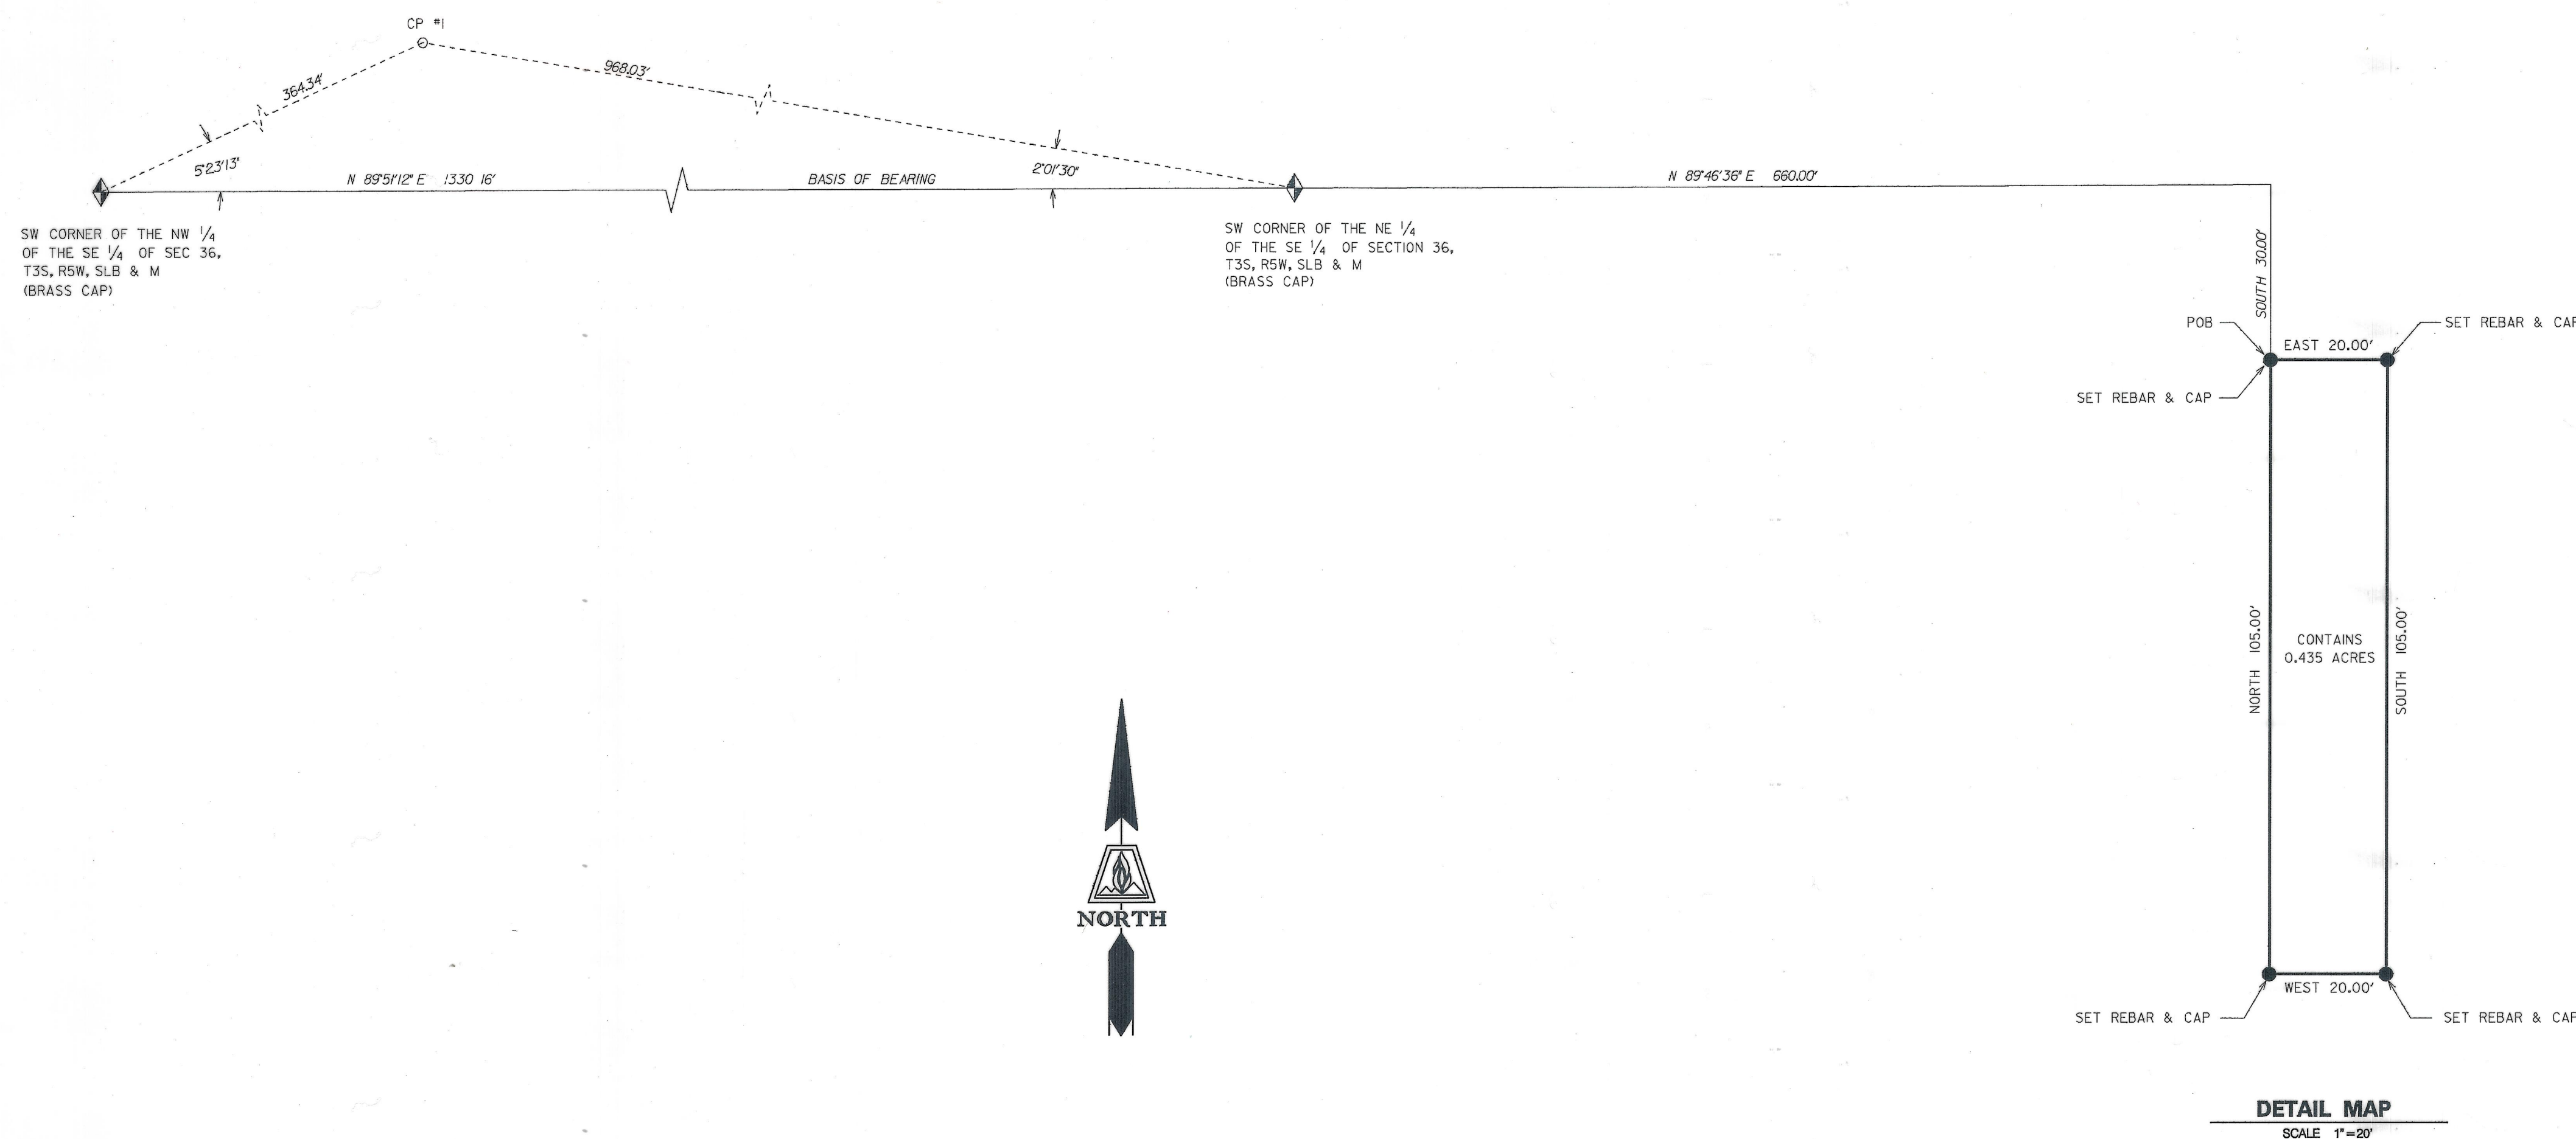 CP #1
364.34'
968.03'
5°23'13"
N 89°51'12" E 1330 16'
BASIS OF BEARING
2°01'30"
N 89°46'36" E 660.00'
SW CORNER OF THE NW 1/4
OF THE SE 1/4 OF SEC 36,
T3S, R5W, SLB & M
(BRASS CAP)
SW CORNER OF THE NE 1/4
OF THE SE 1/4 OF SECTION 36,
T3S, R5W, SLB & M
(BRASS CAP)
SOUTH 30.00'
POB
SET REBAR & CAP
EAST 20.00'
SET REBAR & CAP
NORTH 105.00'
CONTAINS
0.435 ACRES
SOUTH 105.00'
NORTH
WEST 20.00'
SET REBAR & CAP
SET REBAR & CAP
DETAIL MAP
SCALE 1"=20'